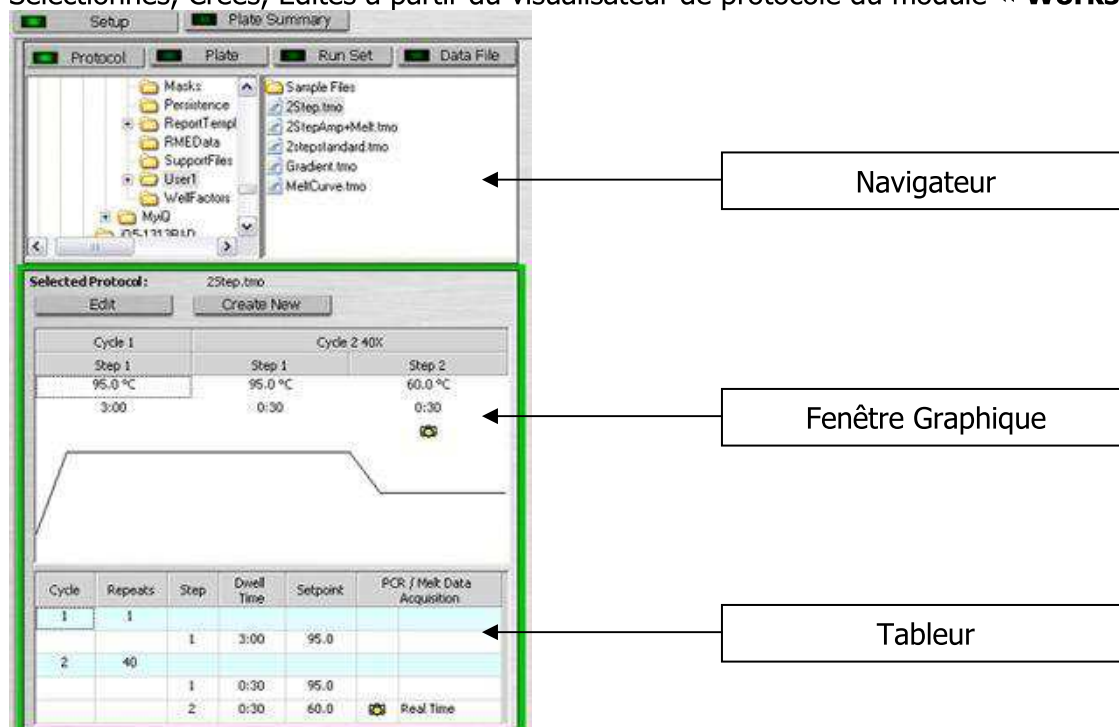 Sélectionnés, Créés, Edités à partir du visualisateur de protocole du module « Works
Setup Plate Summary
Protocol Plate Run Set Data File
Masks
Persistence
ReportTempl
RMEData
SupportFiles
User1
WellFactors
MyiQ
Sample Files
2Step.tmo
2StepAmp+Melt.tmo
2stepstandard.tmo
Gradient.tmo
MeltCurve.tmo
Navigateur
Selected Protocol: 2Step.tmo
Edit Create New
Cycle 1 Cycle 2 40X
Step 1 Step 1 Step 2
95.0 °C 95.0 °C 60.0 °C
3:00 0:30 0:30
Fenêtre Graphique
Cycle Repeats Step Dwell Time Setpoint PCR / Melt Data Acquisition
1 1
1 3:00 95.0
2 40
1 0:30 95.0
2 0:30 60.0 Real Time
Tableur